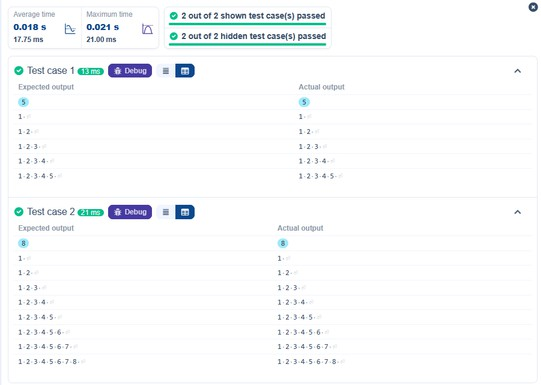 Average time
Maximum time
0.018 s
0.021 s
17.75 ms
21.00 ms
2 out of 2 shown test case(s) passed
2 out of 2 hidden test case(s) passed
Test case 1 13 ms Debug
Expected output Actual output
5 5
1·⏎ 1·⏎
1·2·⏎ 1·2·⏎
1·2·3·⏎ 1·2·3·⏎
1·2·3·4·⏎ 1·2·3·4·⏎
1·2·3·4·5·⏎ 1·2·3·4·5·⏎
Test case 2 21 ms Debug
Expected output Actual output
8 8
1·⏎ 1·⏎
1·2·⏎ 1·2·⏎
1·2·3·⏎ 1·2·3·⏎
1·2·3·4·⏎ 1·2·3·4·⏎
1·2·3·4·5·⏎ 1·2·3·4·5·⏎
1·2·3·4·5·6·⏎ 1·2·3·4·5·6·⏎
1·2·3·4·5·6·7·⏎ 1·2·3·4·5·6·7·⏎
1·2·3·4·5·6·7·8·⏎ 1·2·3·4·5·6·7·8·⏎